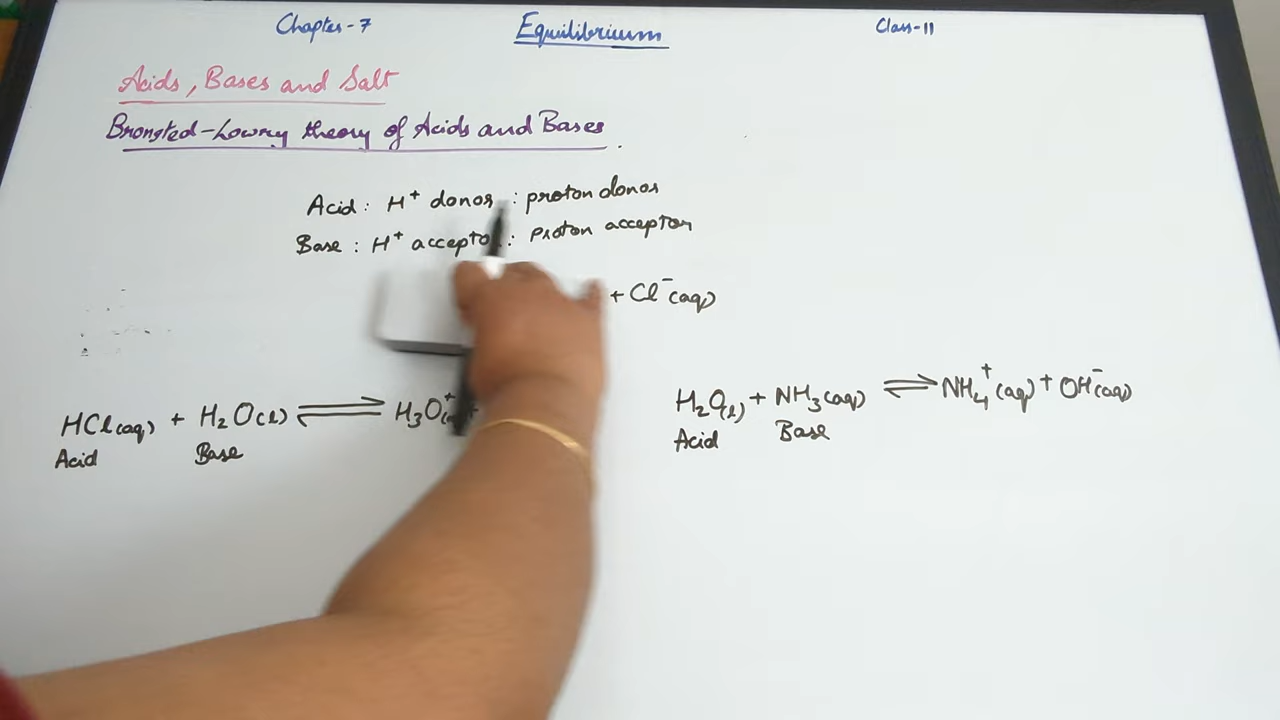 Chapter-7 Equilibrium Class-11
Acids, Bases and Salt
Bronsted-Lowry theory of Acids and Bases.
Acid : H⁺ donor : proton donor
Base : H⁺ acceptor : Proton acceptor
+ Cl⁻(aq)
HCl(aq) + H₂O(l) ⇌ H₃O⁺
Acid Base
H₂O(l) + NH₃(aq) ⇌ NH₄⁺(aq) + OH⁻(aq)
Acid Base